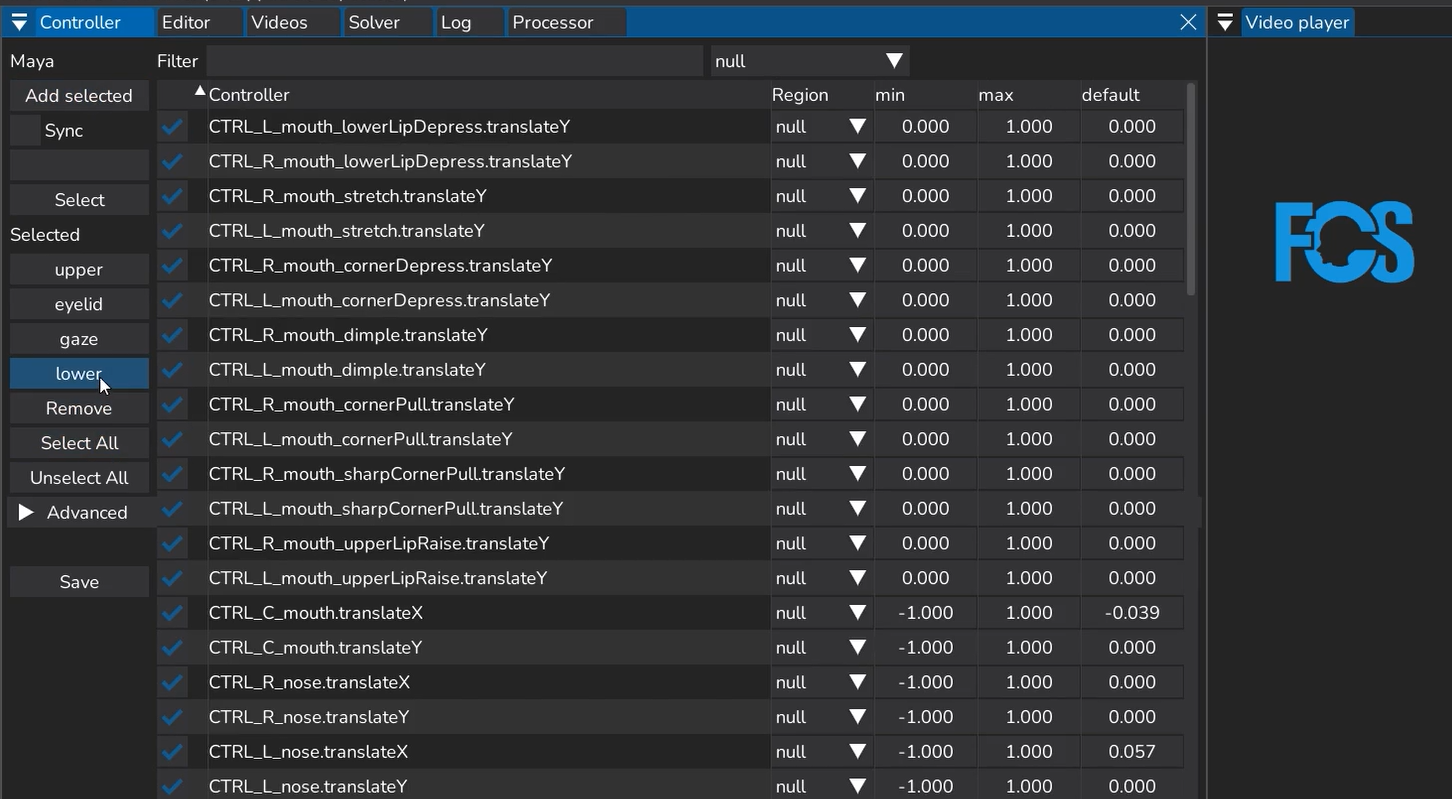 Controller Editor Videos Solver Log Processor Video player
Maya Filter null
Add selected Controller Region min max default
Sync CTRL_L_mouth_lowerLipDepress.translateY null 0.000 1.000 0.000
CTRL_R_mouth_lowerLipDepress.translateY null 0.000 1.000 0.000
Select CTRL_R_mouth_stretch.translateY null 0.000 1.000 0.000
Selected CTRL_L_mouth_stretch.translateY null 0.000 1.000 0.000
upper CTRL_R_mouth_cornerDepress.translateY null 0.000 1.000 0.000
eyelid CTRL_L_mouth_cornerDepress.translateY null 0.000 1.000 0.000
gaze CTRL_R_mouth_dimple.translateY null 0.000 1.000 0.000
lower CTRL_L_mouth_dimple.translateY null 0.000 1.000 0.000
Remove CTRL_R_mouth_cornerPull.translateY null 0.000 1.000 0.000
Select All CTRL_L_mouth_cornerPull.translateY null 0.000 1.000 0.000
Unselect All CTRL_R_mouth_sharpCornerPull.translateY null 0.000 1.000 0.000
Advanced CTRL_L_mouth_sharpCornerPull.translateY null 0.000 1.000 0.000
CTRL_R_mouth_upperLipRaise.translateY null 0.000 1.000 0.000
Save CTRL_L_mouth_upperLipRaise.translateY null 0.000 1.000 0.000
CTRL_C_mouth.translateX null -1.000 1.000 -0.039
CTRL_C_mouth.translateY null -1.000 1.000 0.000
CTRL_R_nose.translateX null -1.000 1.000 0.000
CTRL_R_nose.translateY null -1.000 1.000 0.000
CTRL_L_nose.translateX null -1.000 1.000 0.057
CTRL_L_nose.translateY null -1.000 1.000 0.000
FCS